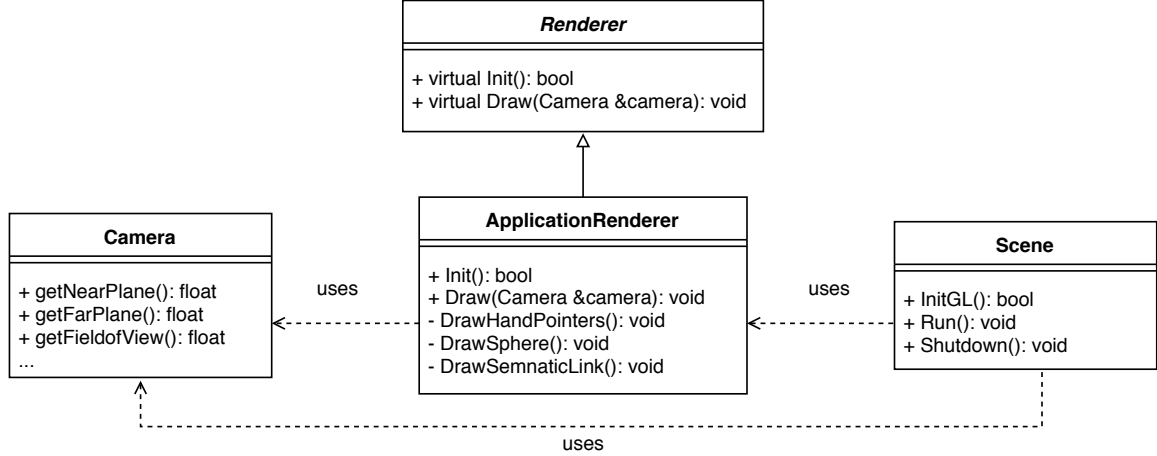 Renderer
+ virtual Init(): bool
+ virtual Draw(Camera &camera): void
Camera
+ getNearPlane(): float
+ getFarPlane(): float
+ getFieldofView(): float
...
uses
ApplicationRenderer
+ Init(): bool
+ Draw(Camera &camera): void
- DrawHandPointers(): void
- DrawSphere(): void
- DrawSemnaticLink(): void
uses
Scene
+ InitGL(): bool
+ Run(): void
+ Shutdown(): void
uses